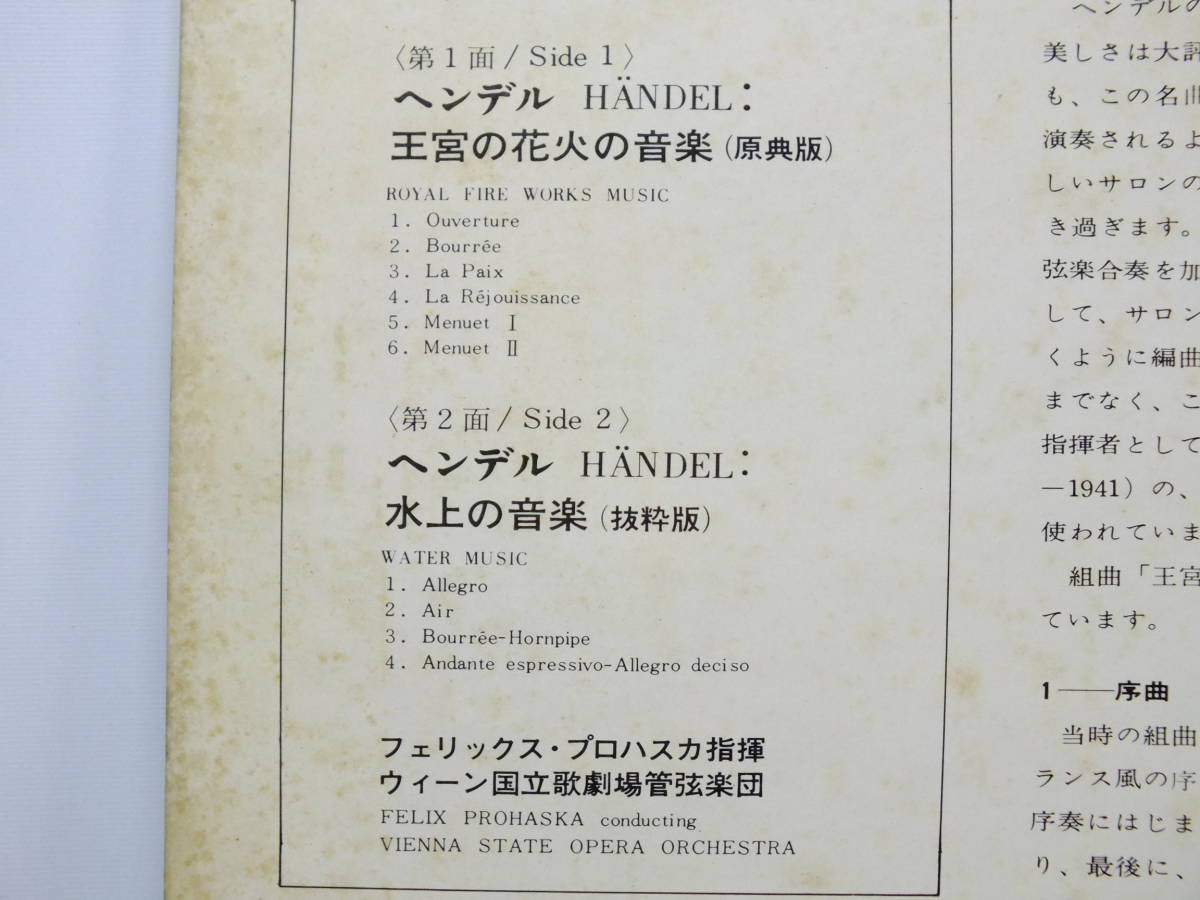 〈第1面/Side 1〉
ヘンデル HÄNDEL:
王宮の花火の音楽(原典版)
ROYAL FIRE WORKS MUSIC
1. Ouverture
2. Bourrée
3. La Paix
4. La Réjouissance
5. Menuet Ⅰ
6. Menuet Ⅱ
〈第2面/Side 2〉
ヘンデル HÄNDEL:
水上の音楽(抜粋版)
WATER MUSIC
1. Allegro
2. Air
3. Bourrée-Hornpipe
4. Andante espressivo-Allegro deciso
フェリックス・プロハスカ指揮
ウィーン国立歌劇場管弦楽団
FELIX PROHASKA conducting
VIENNA STATE OPERA ORCHESTRA
ヘンデルの
美しさは大評
も、この名曲
演奏されるよ
しいサロンの
き過ぎます。
弦楽合奏を加
して、サロン
くように編曲
までなく、こ
指揮者として
—1941)の、
使われていま
組曲「王宮
ています。
1——序曲
当時の組曲
ランス風の序
序奏にはじま
り、最後に、